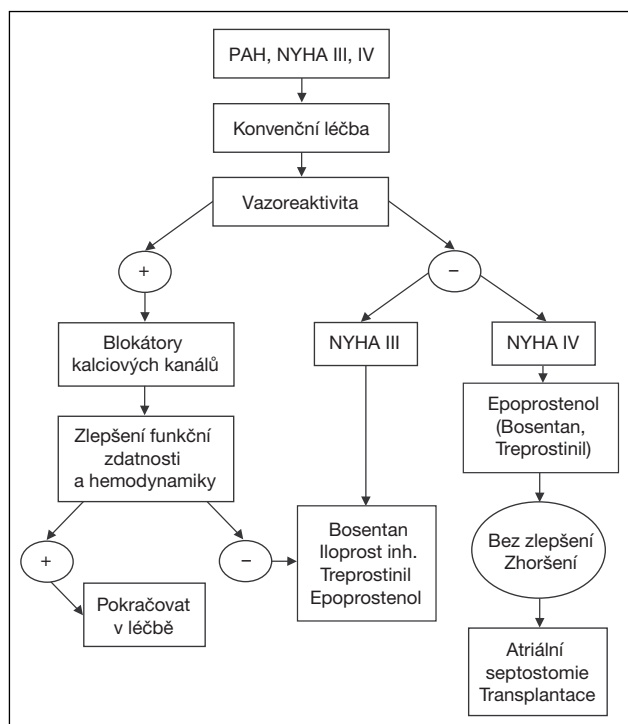 PAH, NYHA III, IV
Konvenční léčba
Vazoreaktivita
+
−
Blokátory
kalciových kanálů
NYHA III
NYHA IV
Zlepšení funkční
zdatnosti
a hemodynamiky
Epoprostenol
(Bosentan,
Treprostinil)
+
−
Bosentan
Iloprost inh.
Treprostinil
Epoprostenol
Bez zlepšení
Zhoršení
Pokračovat
v léčbě
Atriální
septostomie
Transplantace